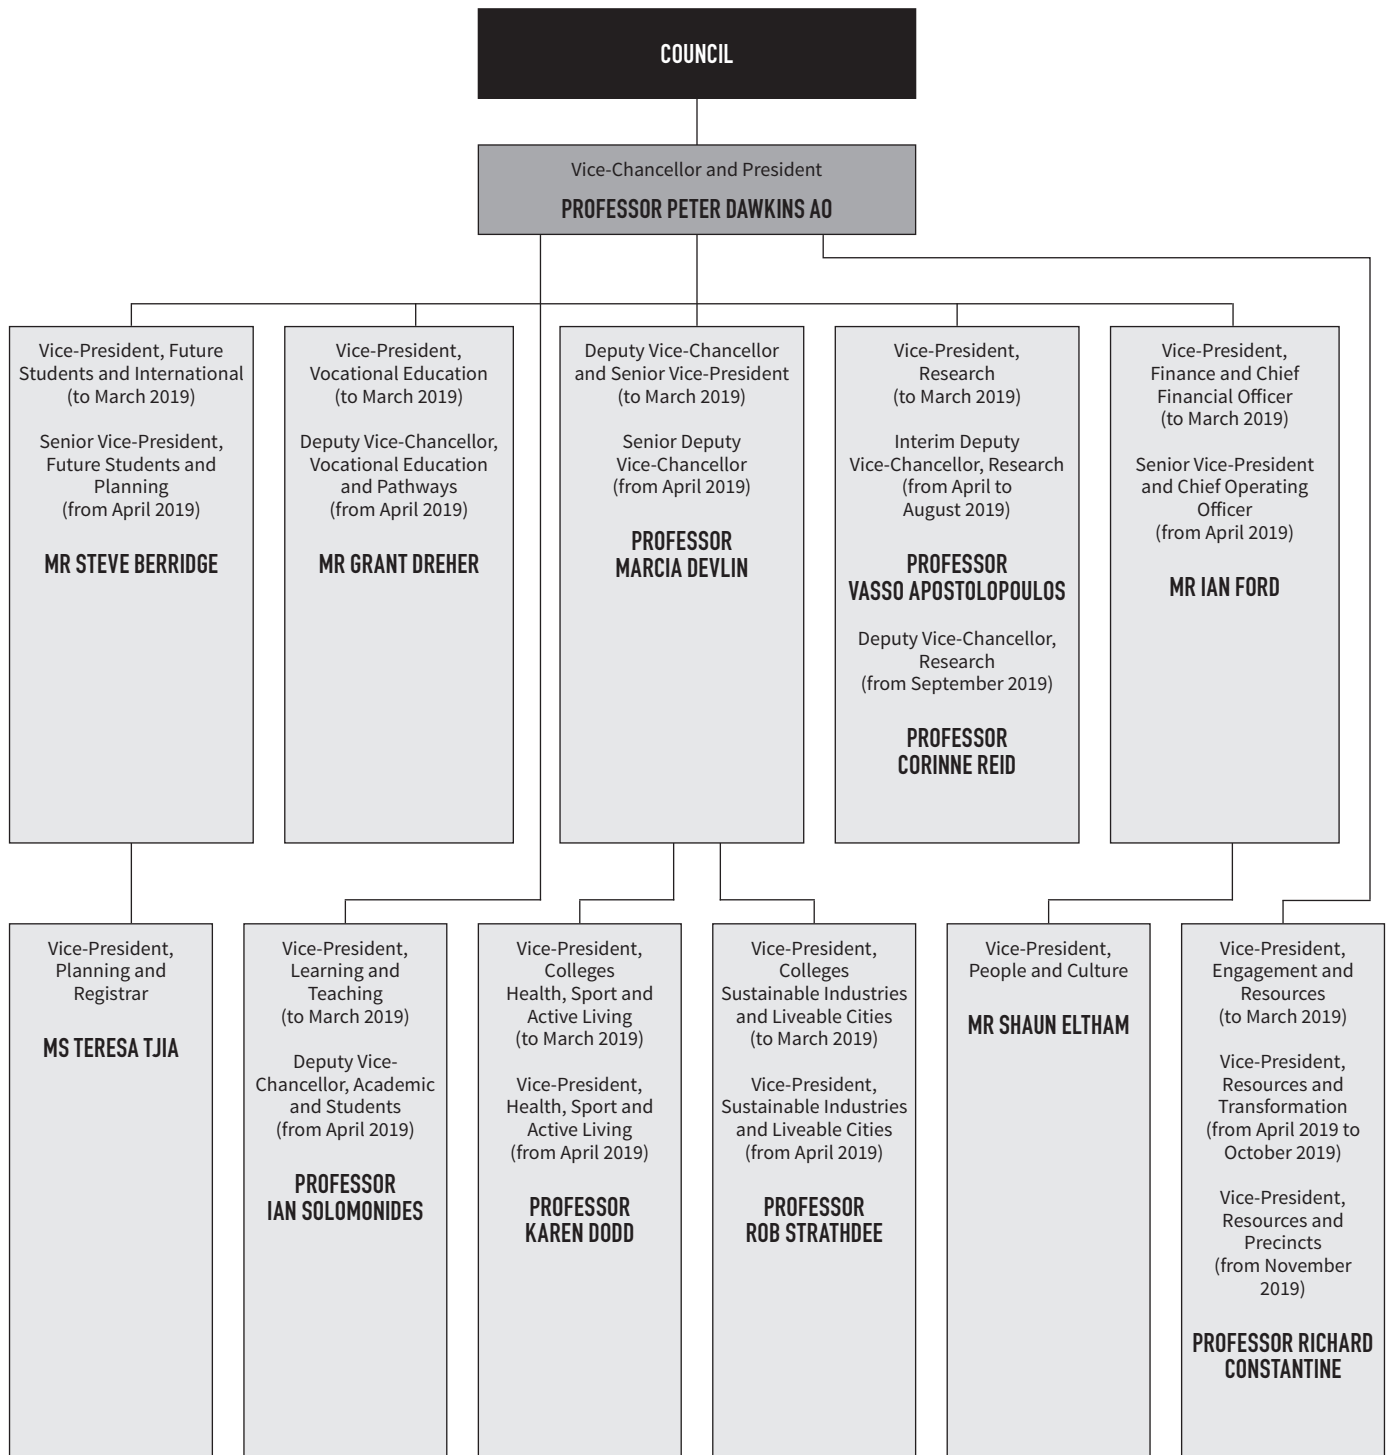 COUNCIL
Vice-Chancellor and President
PROFESSOR PETER DAWKINS AO
Vice-President, Future
Students and International
(to March 2019)
Senior Vice-President,
Future Students and
Planning
(from April 2019)
MR STEVE BERRIDGE
Vice-President,
Vocational Education
(to March 2019)
Deputy Vice-Chancellor,
Vocational Education
and Pathways
(from April 2019)
MR GRANT DREHER
Deputy Vice-Chancellor
and Senior Vice-President
(to March 2019)
Senior Deputy
Vice-Chancellor
(from April 2019)
PROFESSOR
MARCIA DEVLIN
Vice-President,
Research
(to March 2019)
Interim Deputy
Vice-Chancellor, Research
(from April to
August 2019)
PROFESSOR
VASSO APOSTOLOPOULOS
Deputy Vice-Chancellor,
Research
(from September 2019)
PROFESSOR
CORINNE REID
Vice-President,
Finance and Chief
Financial Officer
(to March 2019)
Senior Vice-President
and Chief Operating
Officer
(from April 2019)
MR IAN FORD
Vice-President,
Planning and
Registrar
MS TERESA TJIA
Vice-President,
Learning and
Teaching
(to March 2019)
Deputy Vice-
Chancellor, Academic
and Students
(from April 2019)
PROFESSOR
IAN SOLOMONIDES
Vice-President,
Colleges
Health, Sport and
Active Living
(to March 2019)
Vice-President,
Health, Sport and
Active Living
(from April 2019)
PROFESSOR
KAREN DODD
Vice-President,
Colleges
Sustainable Industries
and Liveable Cities
(to March 2019)
Vice-President,
Sustainable Industries
and Liveable Cities
(from April 2019)
PROFESSOR
ROB STRATHDEE
Vice-President,
People and Culture
MR SHAUN ELTHAM
Vice-President,
Engagement and
Resources
(to March 2019)
Vice-President,
Resources and
Transformation
(from April 2019 to
October 2019)
Vice-President,
Resources and
Precincts
(from November
2019)
PROFESSOR RICHARD
CONSTANTINE